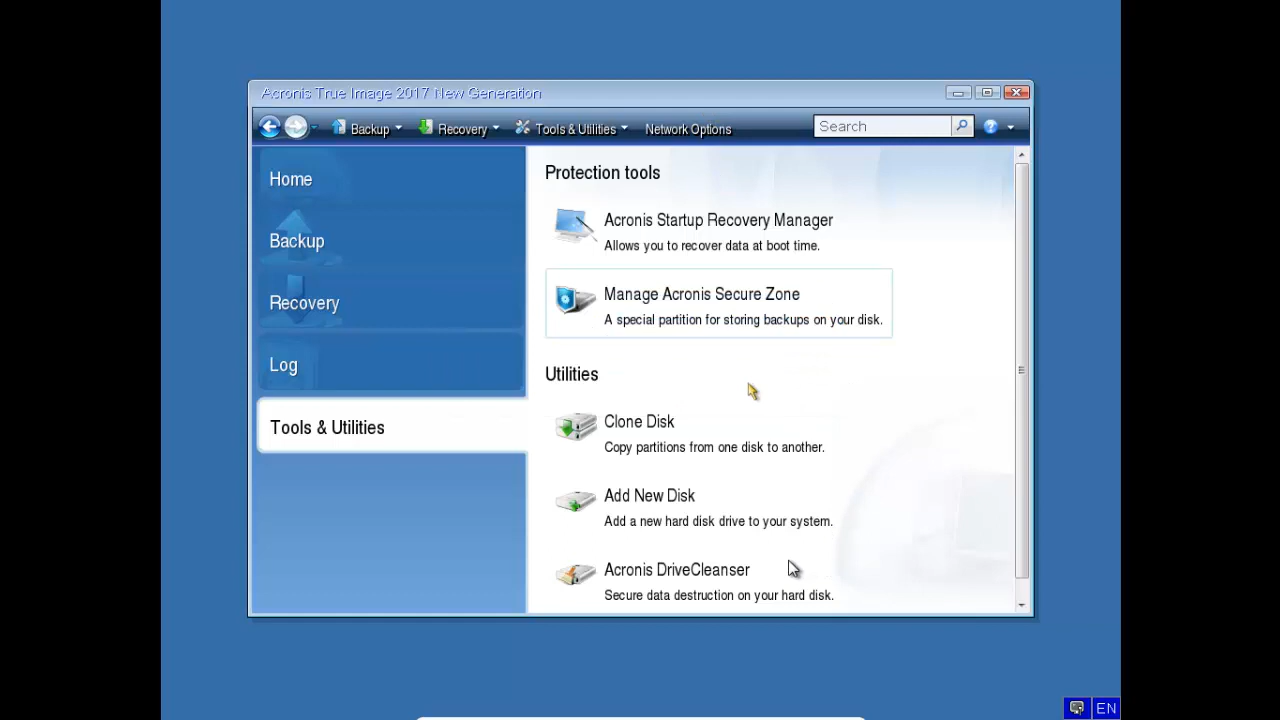 Acronis True Image 2017 New Generation
Backup Recovery Tools & Utilities Network Options Search
Home
Backup
Recovery
Log
Tools & Utilities
Protection tools
Acronis Startup Recovery Manager
Allows you to recover data at boot time.
Manage Acronis Secure Zone
A special partition for storing backups on your disk.
Utilities
Clone Disk
Copy partitions from one disk to another.
Add New Disk
Add a new hard disk drive to your system.
Acronis DriveCleanser
Secure data destruction on your hard disk.
EN